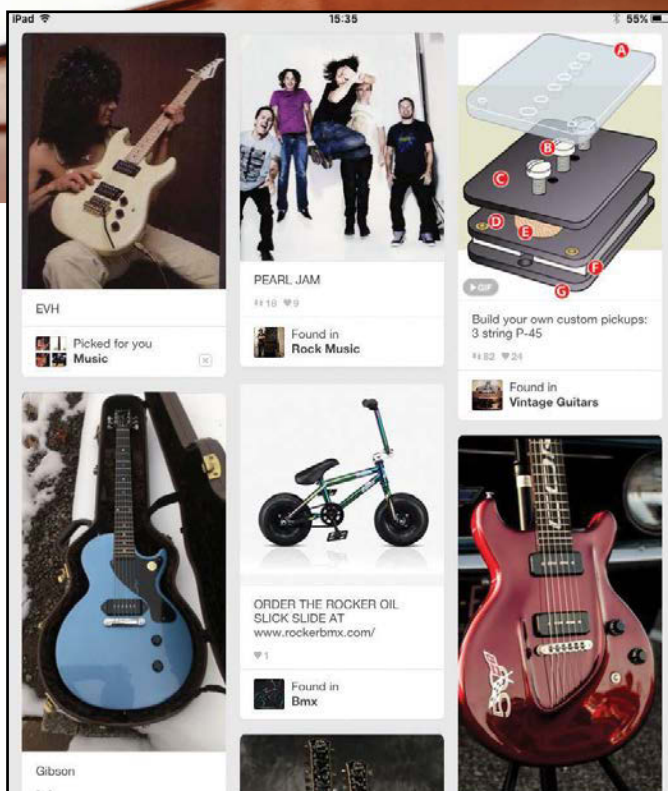 iPad
15:35
55%
EVH
Picked for you
Music
Gibson
PEARL JAM
18 9
Found in
Rock Music
ORDER THE ROCKER OIL
SLICK SLIDE AT
www.rockerbmx.com/
1
Found in
Bmx
A
B
C
D
E
F
G
GIF
Build your own custom pickups:
3 string P-45
82 24
Found in
Vintage Guitars